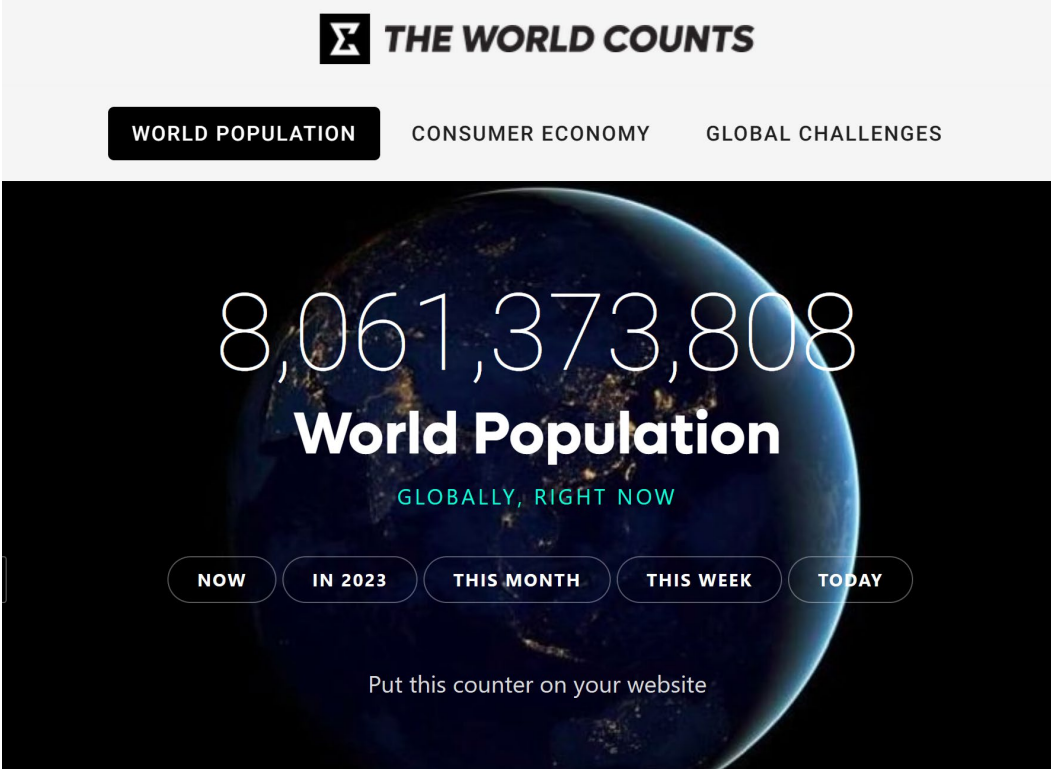 THE WORLD COUNTS
WORLD POPULATION CONSUMER ECONOMY GLOBAL CHALLENGES
8,061,373,808
World Population
GLOBALLY, RIGHT NOW
NOW IN 2023 THIS MONTH THIS WEEK TODAY
Put this counter on your website